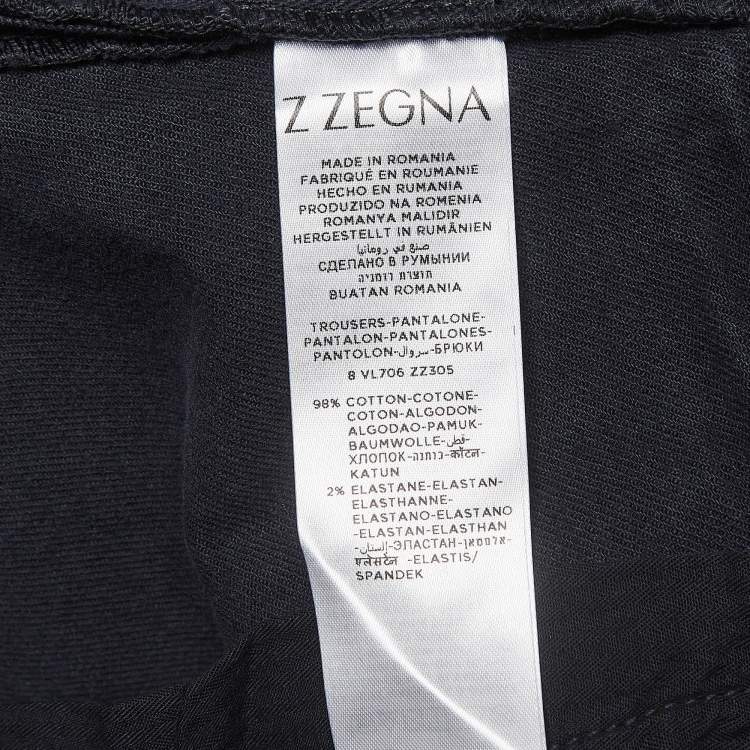 Z ZEGNA
MADE IN ROMANIA
FABRIQUÉ EN ROUMANIE
HECHO EN RUMANIA
PRODUZIDO NA ROMENIA
ROMANYA MALIDIR
HERGESTELLT IN RUMÄNIEN
صنع في رومانيا
СДЕЛАНО В РУМЫНИИ
תוצרת רומניה
BUATAN ROMANIA
TROUSERS-PANTALONE-
PANTALON-PANTALONES-
PANTOLON-سروال-БРЮКИ
8 VL706 ZZ305
98% COTTON-COTONE-
COTON-ALGODON-
ALGODAO-PAMUK-
BAUMWOLLE-قطن-
ХЛОПОК-כותנה-कॉटन-
KATUN
2% ELASTANE-ELASTAN-
ELASTHANNE-
ELASTANO-ELASTANO
-ELASTAN-ELASTHAN
-إلستان-ЭЛАСТАН-אלסטאן-
एलेस्टेन -ELASTIS/
SPANDEK